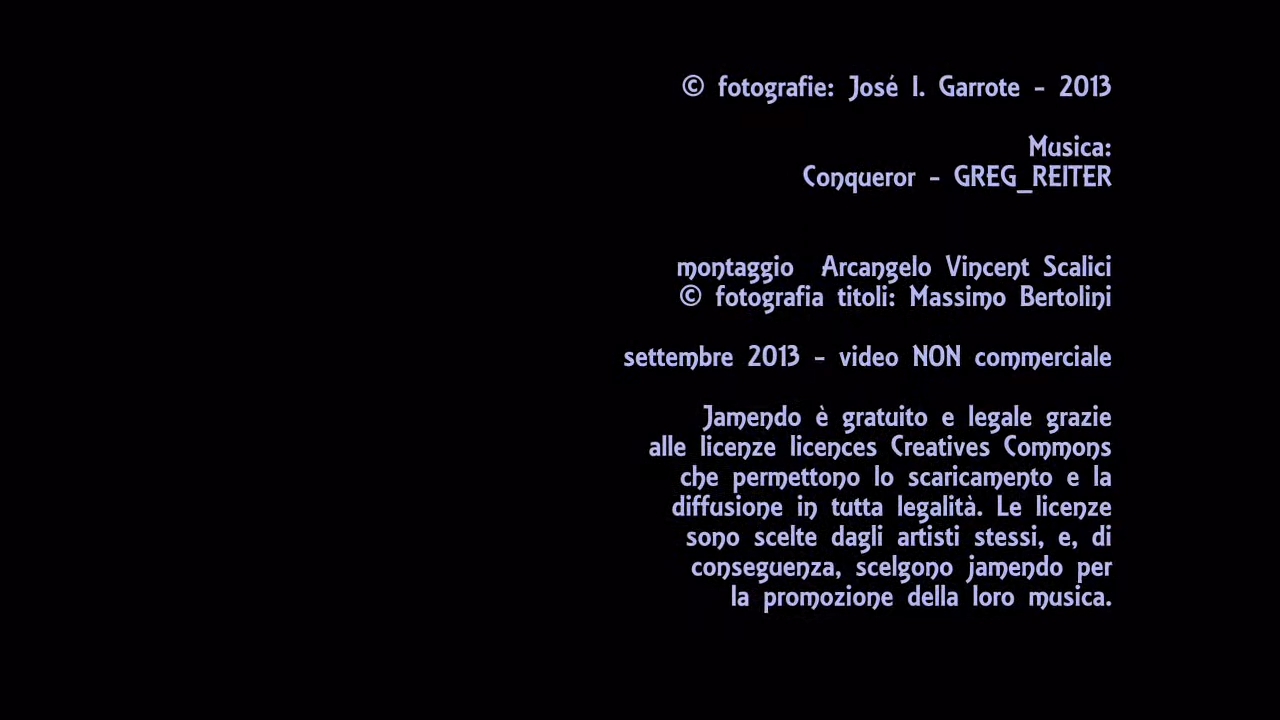 © fotografie: José I. Garrote - 2013
Musica:
Conqueror - GREG_REITER
montaggio Arcangelo Vincent Scalici
© fotografia titoli: Massimo Bertolini
settembre 2013 - video NON commerciale
Jamendo è gratuito e legale grazie
alle licenze licences Creatives Commons
che permettono lo scaricamento e la
diffusione in tutta legalità. Le licenze
sono scelte dagli artisti stessi, e, di
conseguenza, scelgono jamendo per
la promozione della loro musica.